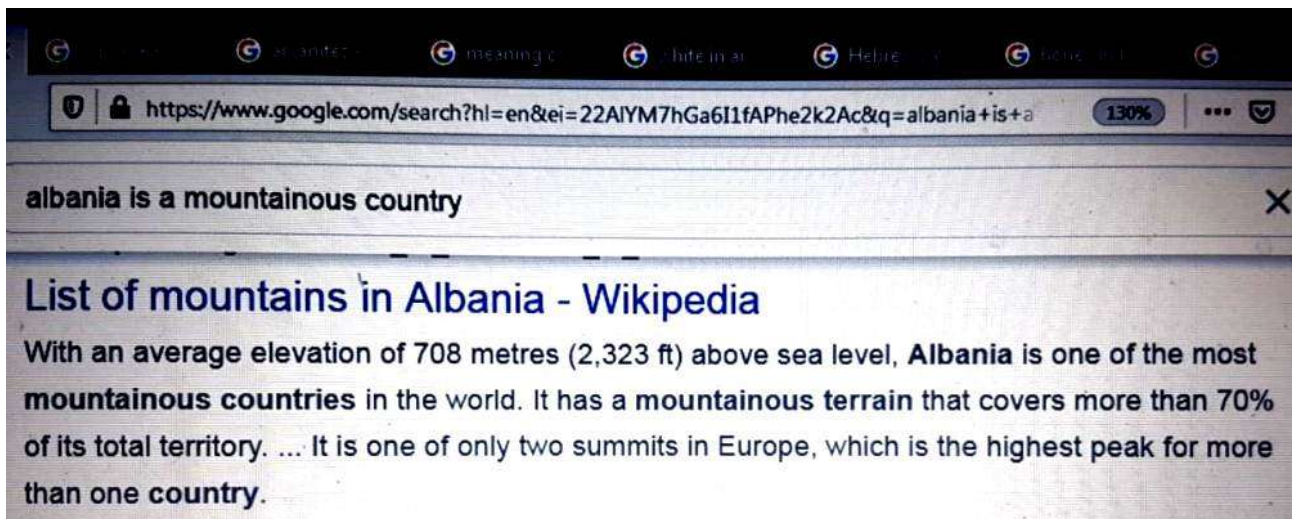 meaning
https://www.google.com/search?hl=en&ei=22AlYM7hGa6I1fAPhe2k2Ac&q=albania+is+a 130%
albania is a mountainous country
List of mountains in Albania - Wikipedia
With an average elevation of 708 metres (2,323 ft) above sea level, Albania is one of the most
mountainous countries in the world. It has a mountainous terrain that covers more than 70%
of its total territory. ... It is one of only two summits in Europe, which is the highest peak for more
than one country.